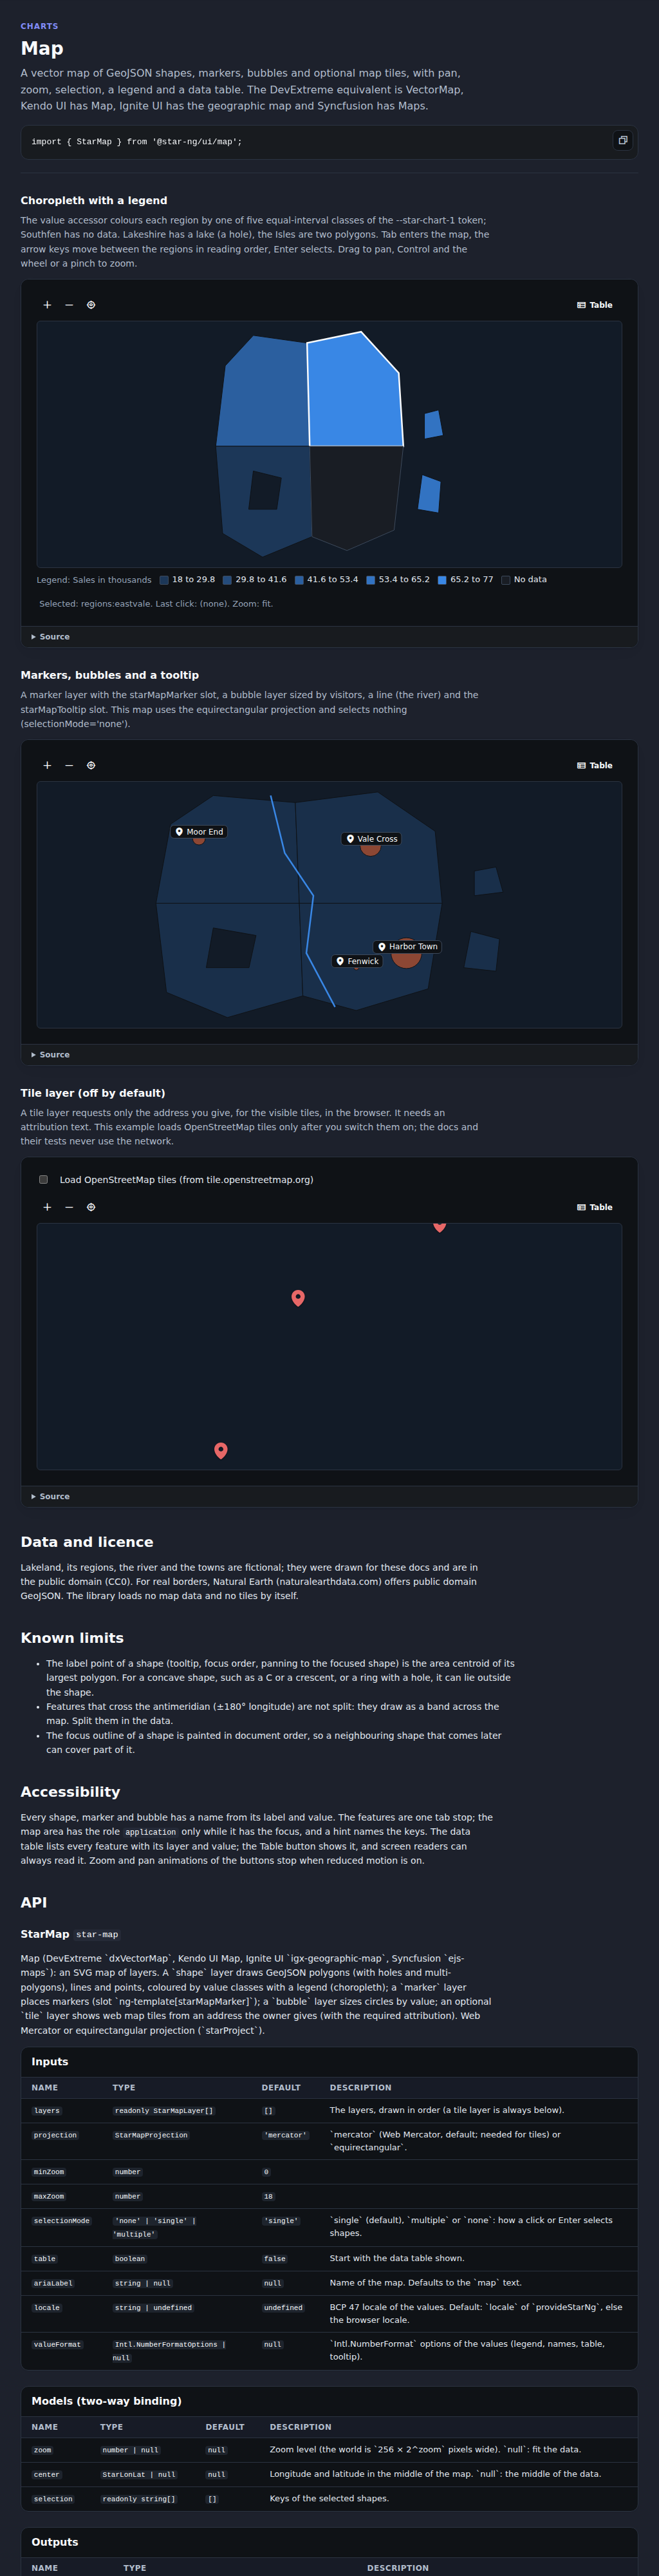 CHARTS
Map
A vector map of GeoJSON shapes, markers, bubbles and optional map tiles, with pan,
zoom, selection, a legend and a data table. The DevExtreme equivalent is VectorMap,
Kendo UI has Map, Ignite UI has the geographic map and Syncfusion has Maps.
import { StarMap } from '@star-ng/ui/map';
Choropleth with a legend
The value accessor colours each region by one of five equal-interval classes of the --star-chart-1 token;
Southfen has no data. Lakeshire has a lake (a hole), the Isles are two polygons. Tab enters the map, the
arrow keys move between the regions in reading order, Enter selects. Drag to pan, Control and the
wheel or a pinch to zoom.
+ − Table
Legend: Sales in thousands 18 to 29.8 29.8 to 41.6 41.6 to 53.4 53.4 to 65.2 65.2 to 77 No data
Selected: regions:eastvale. Last click: (none). Zoom: fit.
Source
Markers, bubbles and a tooltip
A marker layer with the starMapMarker slot, a bubble layer sized by visitors, a line (the river) and the
starMapTooltip slot. This map uses the equirectangular projection and selects nothing
(selectionMode='none').
+ − Table
Moor End
Vale Cross
Harbor Town
Fenwick
Source
Tile layer (off by default)
A tile layer requests only the address you give, for the visible tiles, in the browser. It needs an
attribution text. This example loads OpenStreetMap tiles only after you switch them on; the docs and
their tests never use the network.
Load OpenStreetMap tiles (from tile.openstreetmap.org)
+ − Table
Source
Data and licence
Lakeland, its regions, the river and the towns are fictional; they were drawn for these docs and are in
the public domain (CC0). For real borders, Natural Earth (naturalearthdata.com) offers public domain
GeoJSON. The library loads no map data and no tiles by itself.
Known limits
• The label point of a shape (tooltip, focus order, panning to the focused shape) is the area centroid of its
largest polygon. For a concave shape, such as a C or a crescent, or a ring with a hole, it can lie outside
the shape.
• Features that cross the antimeridian (±180° longitude) are not split: they draw as a band across the
map. Split them in the data.
• The focus outline of a shape is painted in document order, so a neighbouring shape that comes later
can cover part of it.
Accessibility
Every shape, marker and bubble has a name from its label and value. The features are one tab stop; the
map area has the role application only while it has the focus, and a hint names the keys. The data
table lists every feature with its layer and value; the Table button shows it, and screen readers can
always read it. Zoom and pan animations of the buttons stop when reduced motion is on.
API
StarMap star-map
Map (DevExtreme `dxVectorMap`, Kendo UI Map, Ignite UI `igx-geographic-map`, Syncfusion `ejs-
maps`): an SVG map of layers. A `shape` layer draws GeoJSON polygons (with holes and multi-
polygons), lines and points, coloured by value classes with a legend (choropleth); a `marker` layer
places markers (slot `ng-template[starMapMarker]`); a `bubble` layer sizes circles by value; an optional
`tile` layer shows web map tiles from an address the owner gives (with the required attribution). Web
Mercator or equirectangular projection (`starProject`).
Inputs
NAME TYPE DEFAULT DESCRIPTION
layers readonly StarMapLayer[] [] The layers, drawn in order (a tile layer is always below).
projection StarMapProjection 'mercator' `mercator` (Web Mercator, default; needed for tiles) or
`equirectangular`.
minZoom number 0
maxZoom number 18
selectionMode 'none' | 'single' | 'single' `single` (default), `multiple` or `none`: how a click or Enter selects
'multiple' shapes.
table boolean false Start with the data table shown.
ariaLabel string | null null Name of the map. Defaults to the `map` text.
locale string | undefined undefined BCP 47 locale of the values. Default: `locale` of `provideStarNg`, else
the browser locale.
valueFormat Intl.NumberFormatOptions | null `Intl.NumberFormat` options of the values (legend, names, table,
null tooltip).
Models (two-way binding)
NAME TYPE DEFAULT DESCRIPTION
zoom number | null null Zoom level (the world is `256 × 2^zoom` pixels wide). `null`: fit the data.
center StarLonLat | null null Longitude and latitude in the middle of the map. `null`: the middle of the data.
selection readonly string[] [] Keys of the selected shapes.
Outputs
NAME TYPE DESCRIPTION